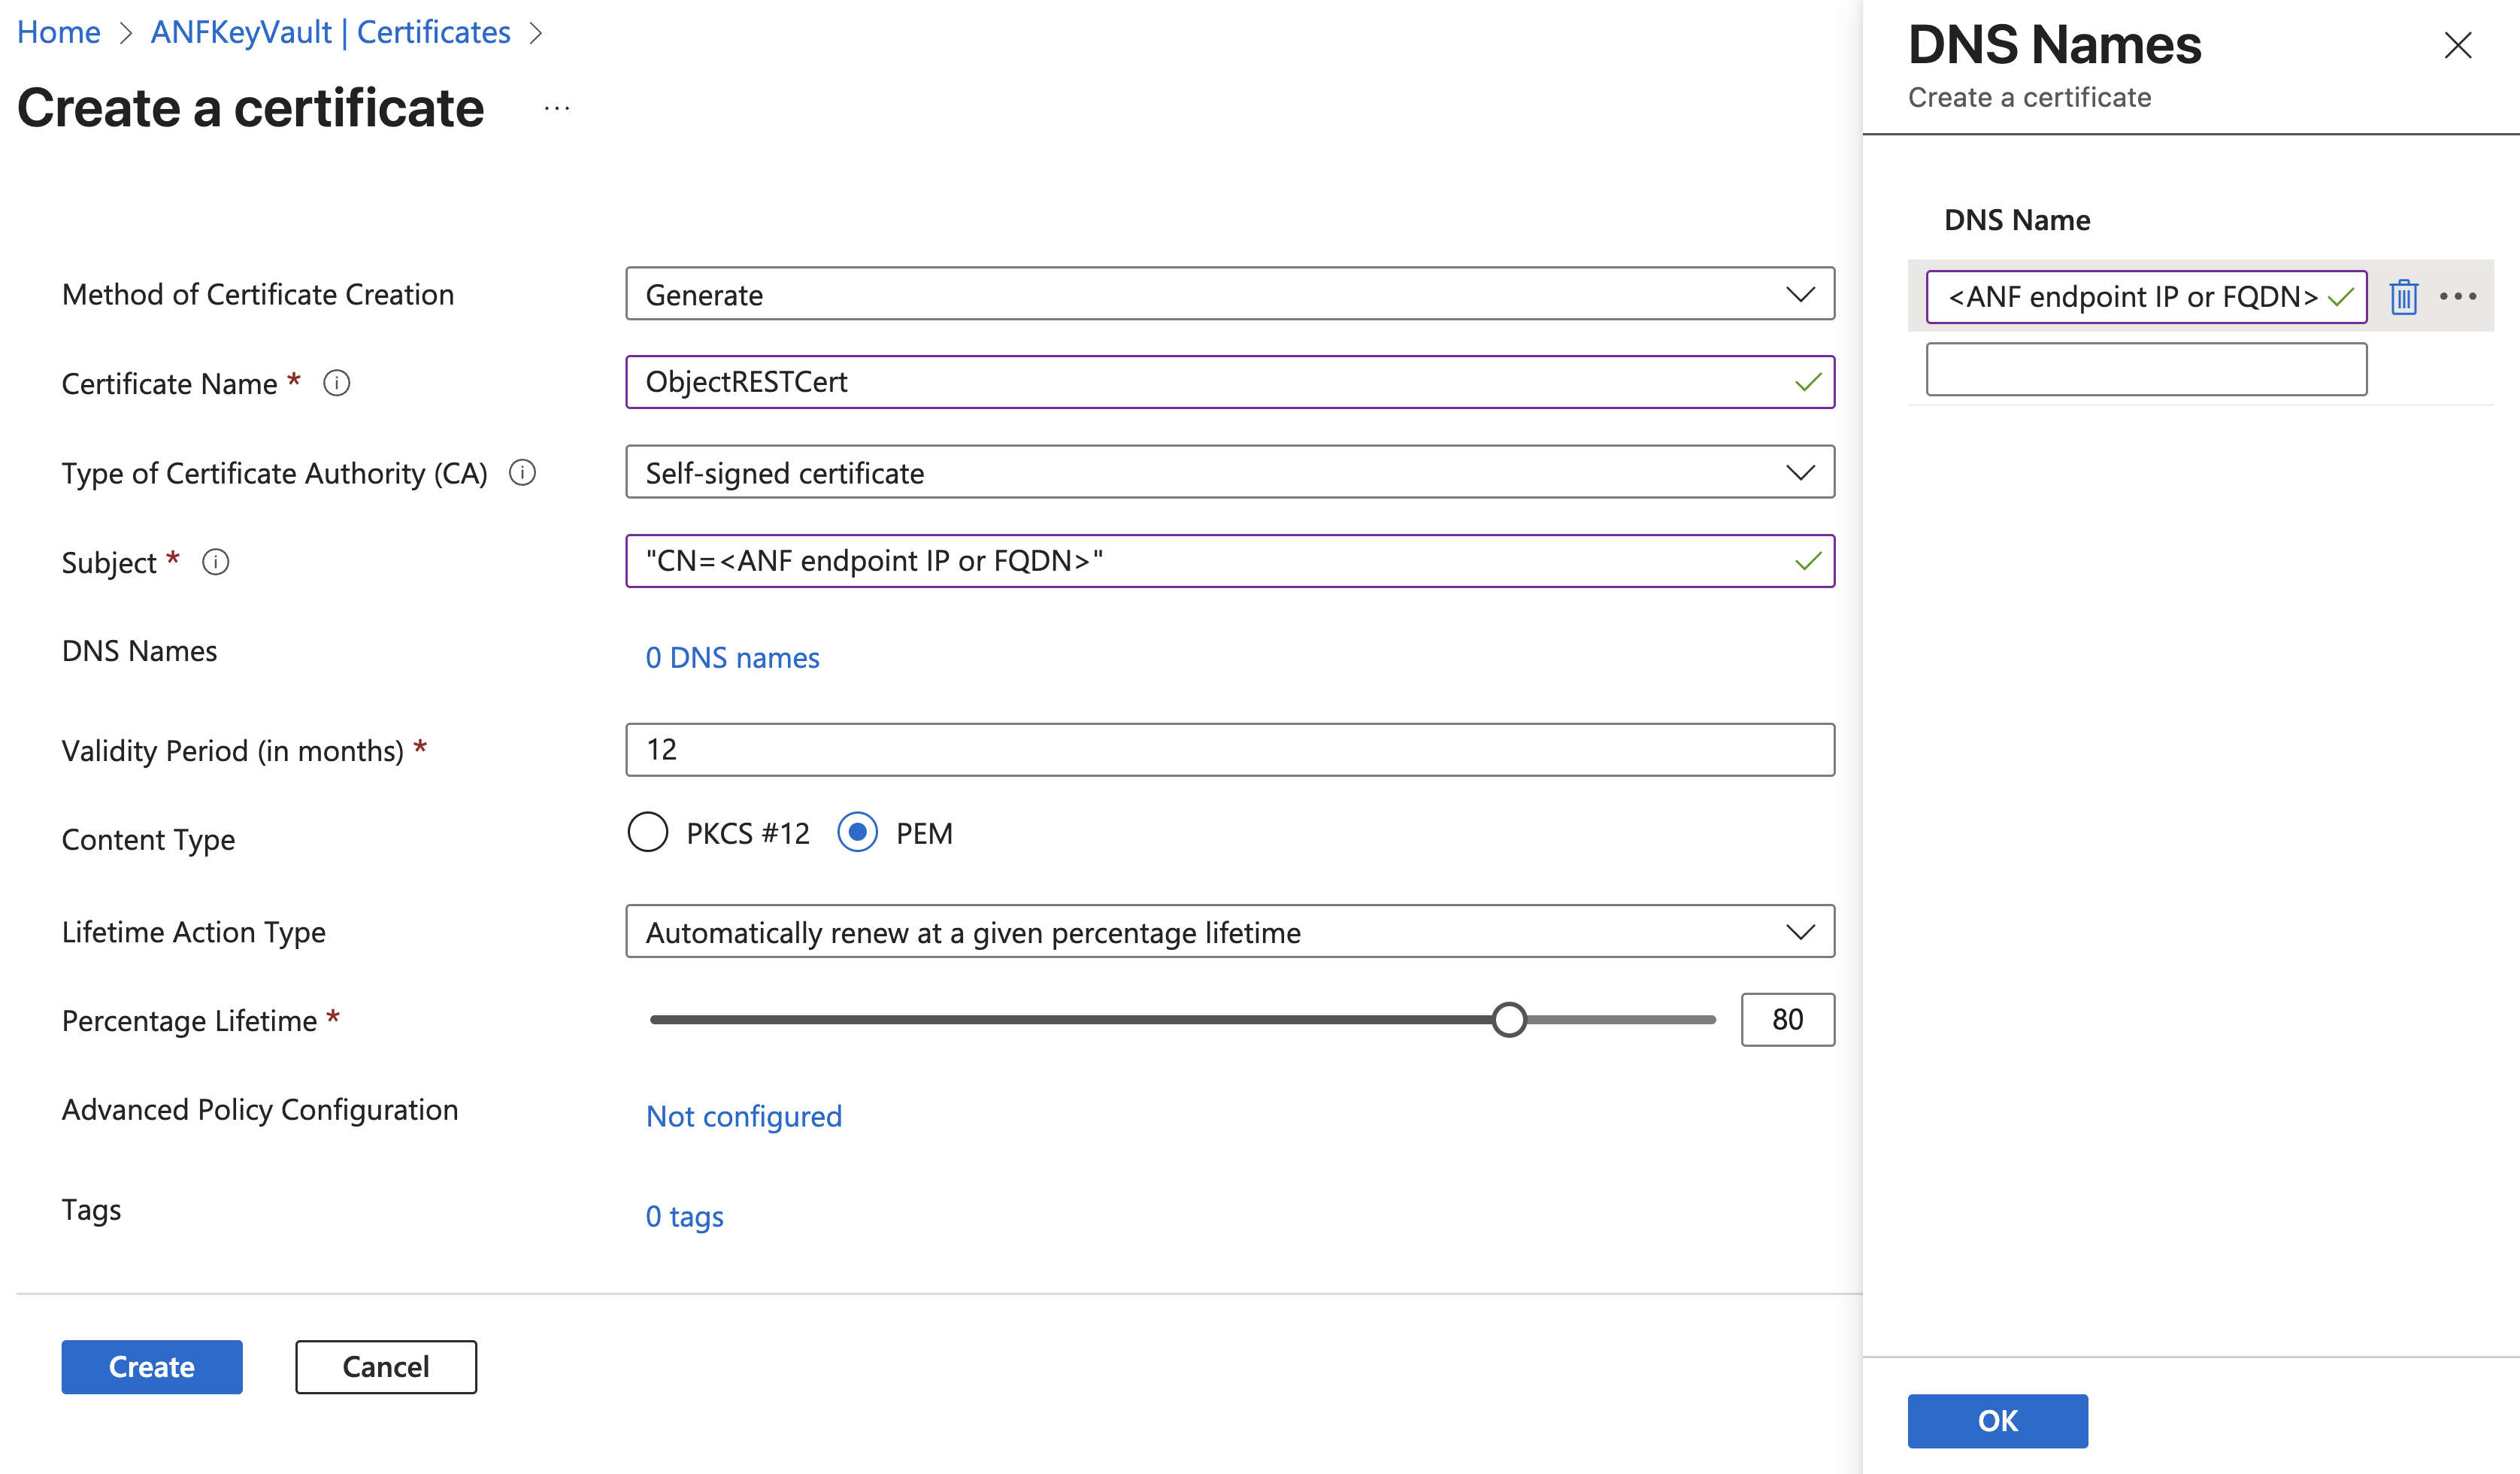 Home > ANFKeyVault | Certificates >
Create a certificate ...
Method of Certificate Creation
Generate
Certificate Name *
ObjectRESTCert
Type of Certificate Authority (CA)
Self-signed certificate
Subject *
"CN=<ANF endpoint IP or FQDN>"
DNS Names
0 DNS names
Validity Period (in months) *
12
Content Type
PKCS #12
PEM
Lifetime Action Type
Automatically renew at a given percentage lifetime
Percentage Lifetime *
80
Advanced Policy Configuration
Not configured
Tags
0 tags
Create
Cancel
DNS Names
Create a certificate
DNS Name
<ANF endpoint IP or FQDN>
OK